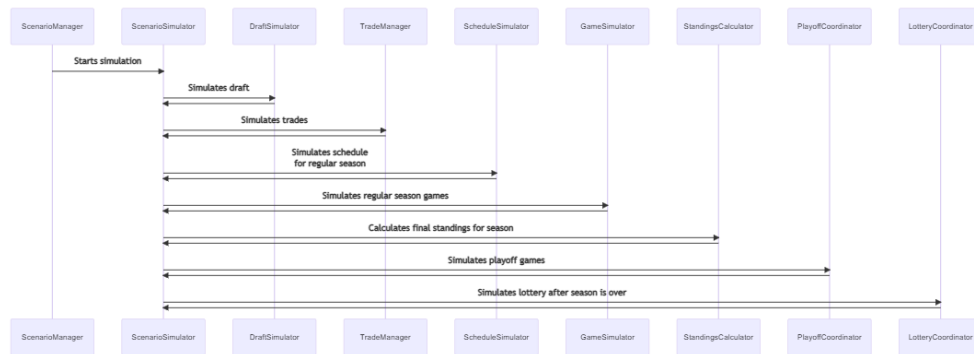 ScenarioManager
ScenarioSimulator
DraftSimulator
TradeManager
ScheduleSimulator
GameSimulator
StandingsCalculator
PlayoffCoordinator
LotteryCoordinator
Starts simulation
Simulates draft
Simulates trades
Simulates schedule
for regular season
Simulates regular season games
Calculates final standings for season
Simulates playoff games
Simulates lottery after season is over
ScenarioManager
ScenarioSimulator
DraftSimulator
TradeManager
ScheduleSimulator
GameSimulator
StandingsCalculator
PlayoffCoordinator
LotteryCoordinator